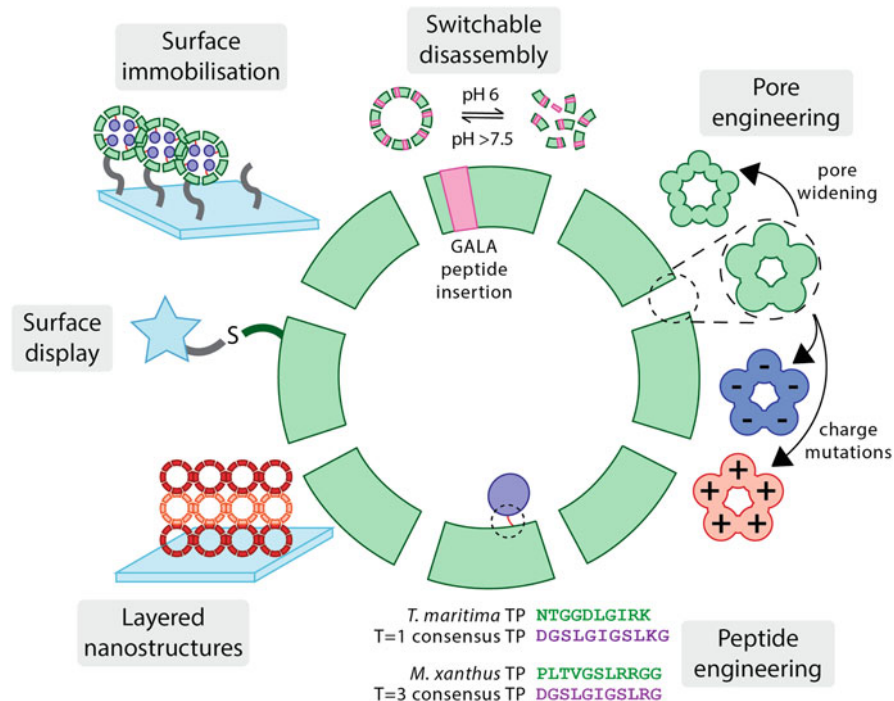 Surface
immobilisation
Switchable
disassembly
pH 6
pH >7.5
Pore
engineering
pore
widening
GALA
peptide
insertion
Surface
display
S
- - - - -
charge
mutations
+ + + + +
Layered
nanostructures
T. maritima TP NTGGDLGIRK
T=1 consensus TP DGSLGIGSLKG
M. xanthus TP PLTVGSLRRGG
T=3 consensus TP DGSLGIGSLRG
Peptide
engineering